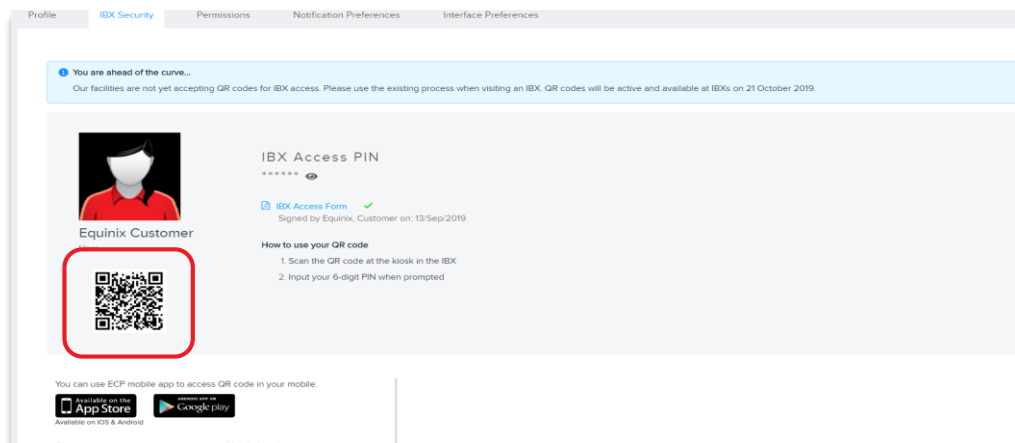 Profile IBX Security Permissions Notification Preferences Interface Preferences
You are ahead of the curve...
Our facilities are not yet accepting QR codes for IBX access. Please use the existing process when visiting an IBX. QR codes will be active and available at IBXs on 21 October 2019.
IBX Access PIN
******
IBX Access Form
Signed by Equinix, Customer on: 13/Sep/2019
Equinix Customer
How to use your QR code
1. Scan the QR code at the kiosk in the IBX
2. Input your 6-digit PIN when prompted
You can use ECP mobile app to access QR code in your mobile.
Available on the
App Store
ANDROID APP ON
Google play
Available on IOS & Android